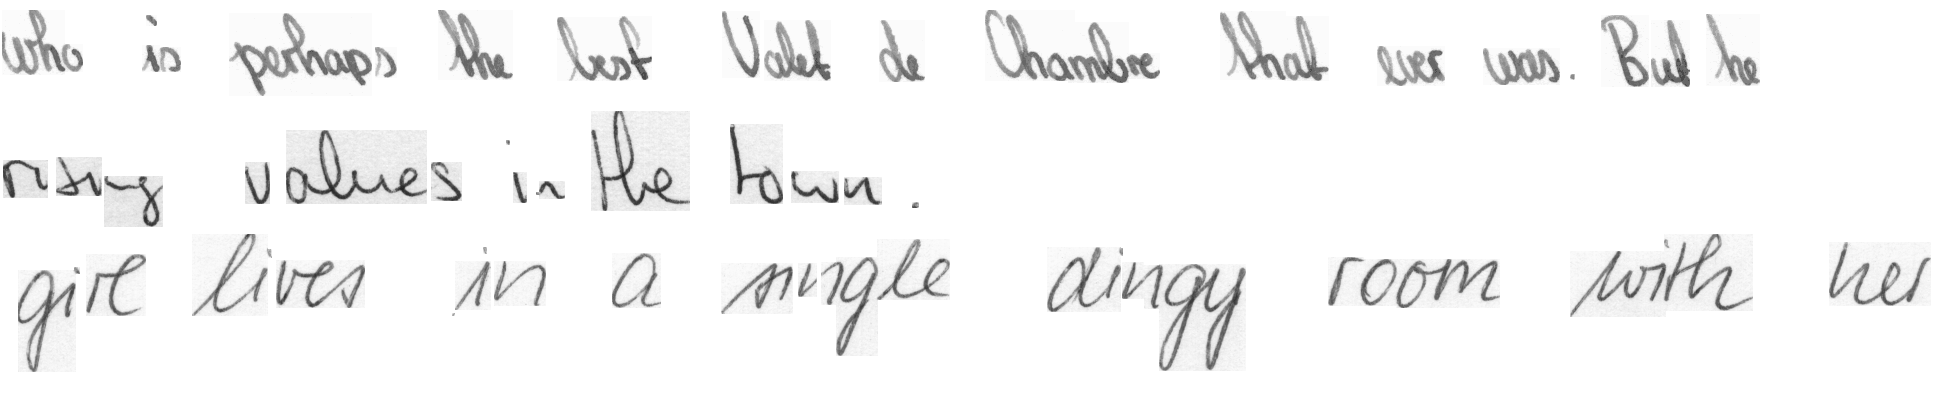 who is perhaps the best Valet de Chambre that ever was. But he
rising values in the town.
girl lives in a single dingy room with her